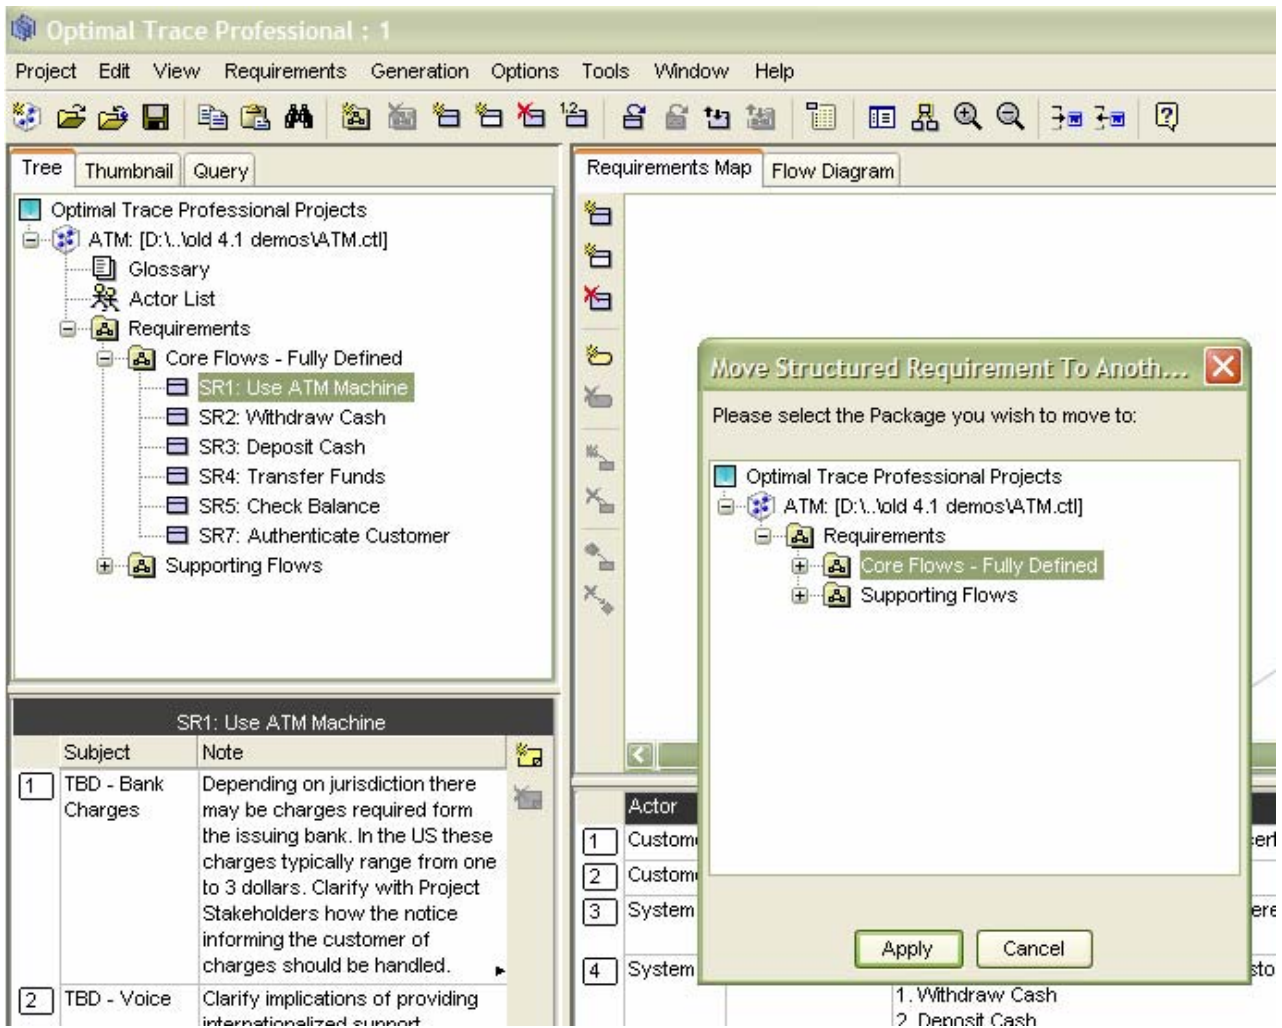 Optimal Trace Professional : 1
Project Edit View Requirements Generation Options Tools Window Help
Tree Thumbnail Query
Optimal Trace Professional Projects
ATM: [D:\..\old 4.1 demos\ATM.ctl]
Glossary
Actor List
Requirements
Core Flows - Fully Defined
SR1: Use ATM Machine
SR2: Withdraw Cash
SR3: Deposit Cash
SR4: Transfer Funds
SR5: Check Balance
SR7: Authenticate Customer
Supporting Flows
SR1: Use ATM Machine
Subject Note
1 TBD - Bank Charges
Depending on jurisdiction there
may be charges required form
the issuing bank. In the US these
charges typically range from one
to 3 dollars. Clarify with Project
Stakeholders how the notice
informing the customer of
charges should be handled.
2 TBD - Voice
Clarify implications of providing
internationalized support
Requirements Map Flow Diagram
Move Structured Requirement To Anoth...
Please select the Package you wish to move to:
Optimal Trace Professional Projects
ATM: [D:\..\old 4.1 demos\ATM.ctl]
Requirements
Core Flows - Fully Defined
Supporting Flows
Apply Cancel
Actor
1 Custom
2 Custom
3 System
4 System
1. Withdraw Cash
2. Deposit Cash